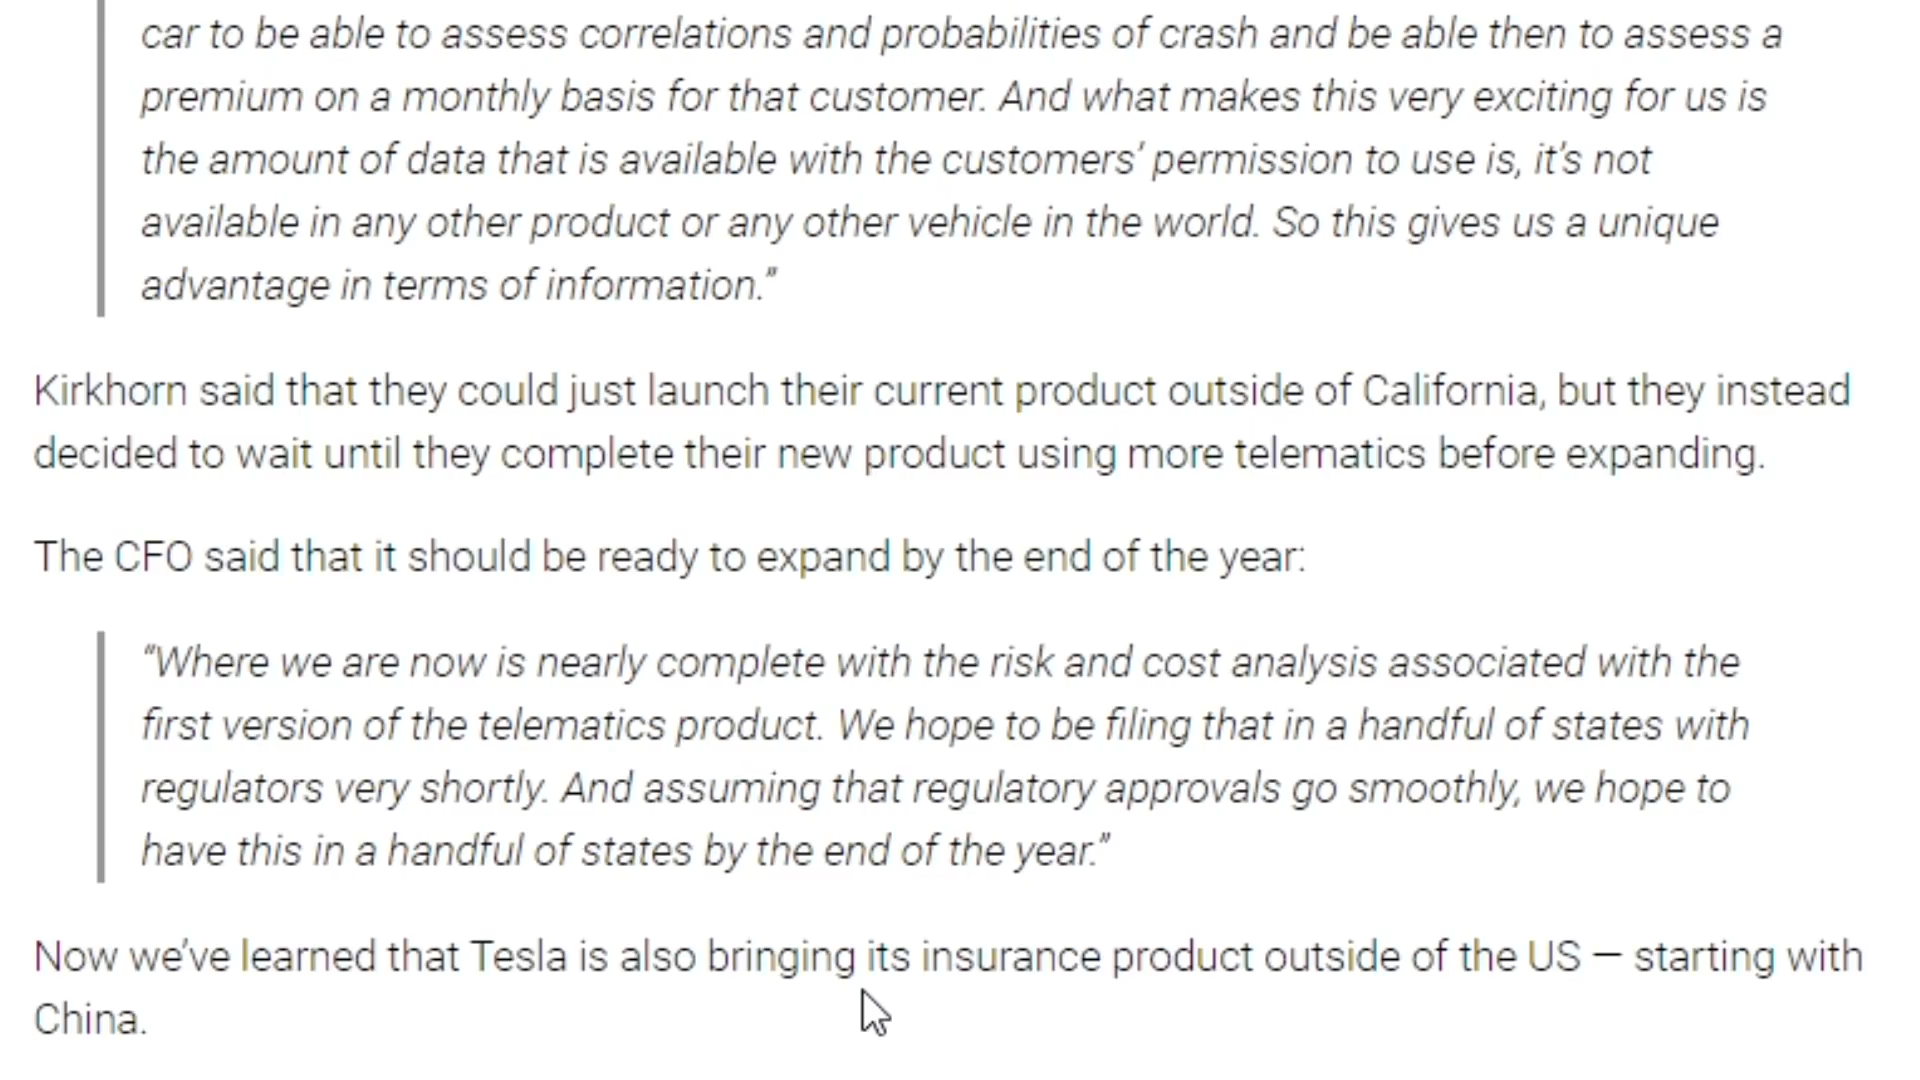 car to be able to assess correlations and probabilities of crash and be able then to assess a
premium on a monthly basis for that customer. And what makes this very exciting for us is
the amount of data that is available with the customers’ permission to use is, it’s not
available in any other product or any other vehicle in the world. So this gives us a unique
advantage in terms of information.”
Kirkhorn said that they could just launch their current product outside of California, but they instead
decided to wait until they complete their new product using more telematics before expanding.
The CFO said that it should be ready to expand by the end of the year:
“Where we are now is nearly complete with the risk and cost analysis associated with the
first version of the telematics product. We hope to be filing that in a handful of states with
regulators very shortly. And assuming that regulatory approvals go smoothly, we hope to
have this in a handful of states by the end of the year.”
Now we’ve learned that Tesla is also bringing its insurance product outside of the US — starting with
China.